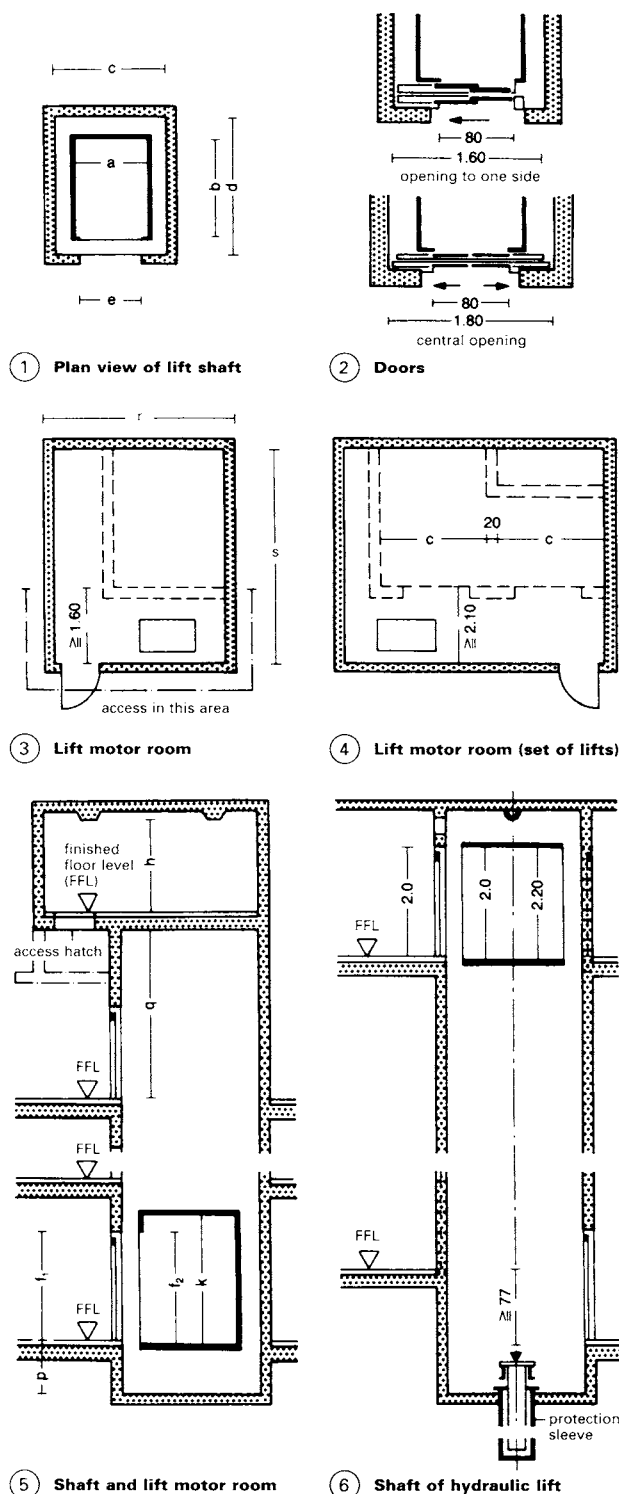 c
a
b
d
e
1 Plan view of lift shaft
80
1.60
opening to one side
80
1.80
central opening
2 Doors
r
s
≥ 1.60
access in this area
3 Lift motor room
20
c
c
≥ 2.10
4 Lift motor room (set of lifts)
finished
floor level
(FFL)
h
access hatch
q
FFL
FFL
f₁
f₂
k
FFL
p
5 Shaft and lift motor room
2.0
2.0
2.20
FFL
FFL
≥ 77
protection
sleeve
6 Shaft of hydraulic lift